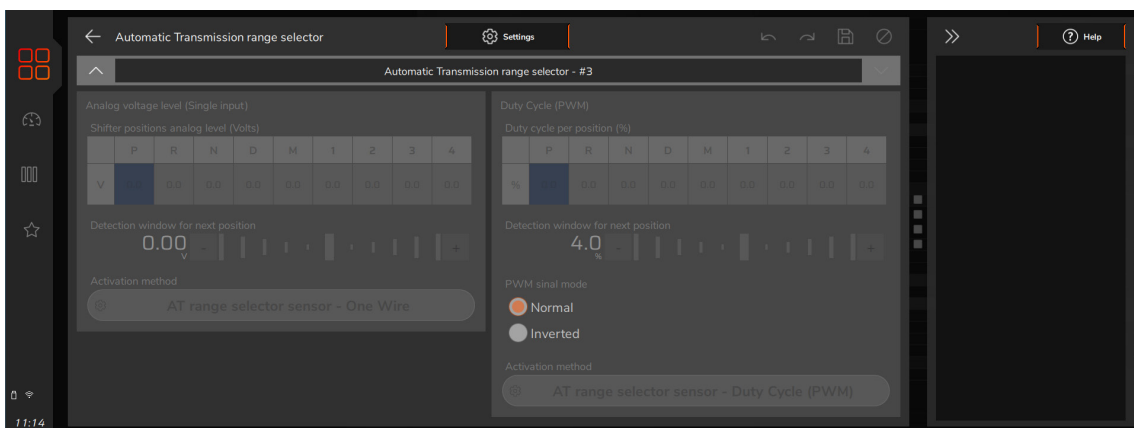 Automatic Transmission range selector
Settings
Help
Automatic Transmission range selector - #3
Analog voltage level (Single input)
Shifter positions analog level (Volts)
P R N D M 1 2 3 4
V 0.0 0.0 0.0 0.0 0.0 0.0 0.0 0.0 0.0
Detection window for next position
0.00 - +
V
Activation method
AT range selector sensor - One Wire
Duty Cycle (PWM)
Duty cycle per position (%)
P R N D M 1 2 3 4
% 0.0 0.0 0.0 0.0 0.0 0.0 0.0 0.0 0.0
Detection window for next position
4.0 - +
%
PWM sinal mode
Normal
Inverted
Activation method
AT range selector sensor - Duty Cycle (PWM)
11:14